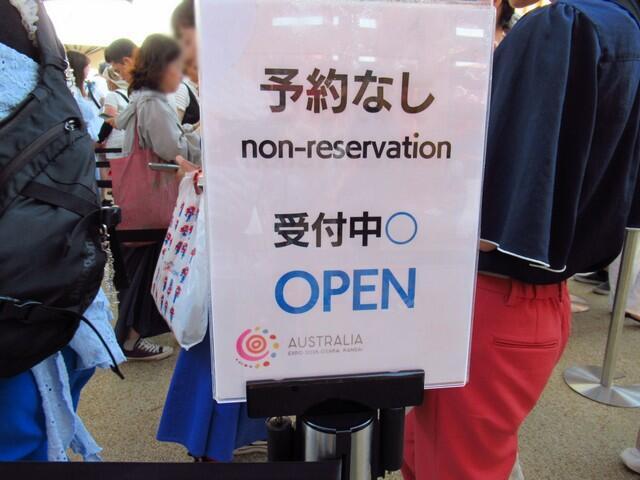 予約なし
non-reservation
受付中○
OPEN
AUSTRALIA
EXPO 2025 OSAKA, KANSAI